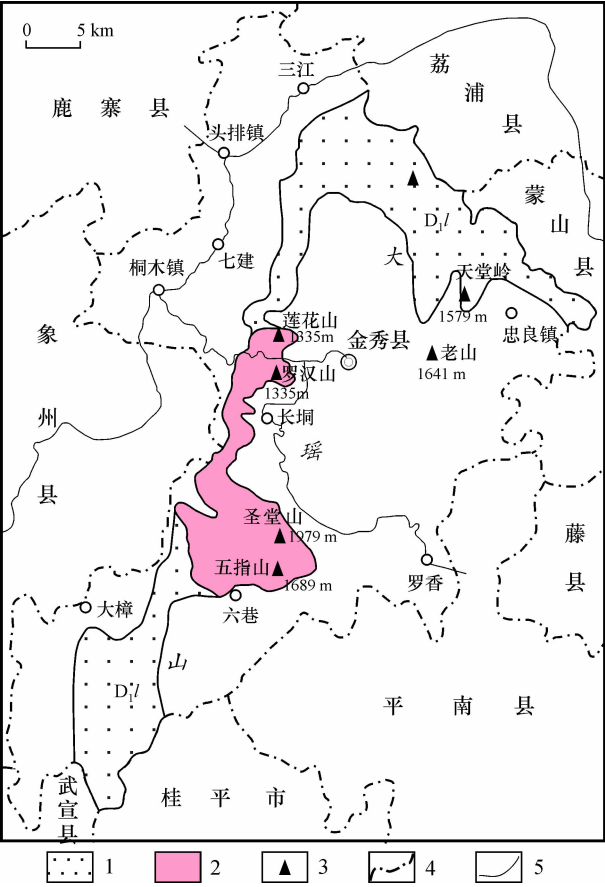 0 5 km
三江
荔
浦
县
鹿 寨 县
头排镇
D₁l
蒙
山
县
七建
大
桐木镇
天堂岭
1579 m
忠良镇
莲花山
1335m
金秀县
老山
1641 m
罗汉山
1335m
象
州
县
长垌
瑶
圣堂山
1979 m
五指山
1689 m
罗香
藤
县
大樟
六巷
山
D₁l
平 南 县
武
宣
县
桂 平 市
1 2 3 4 5